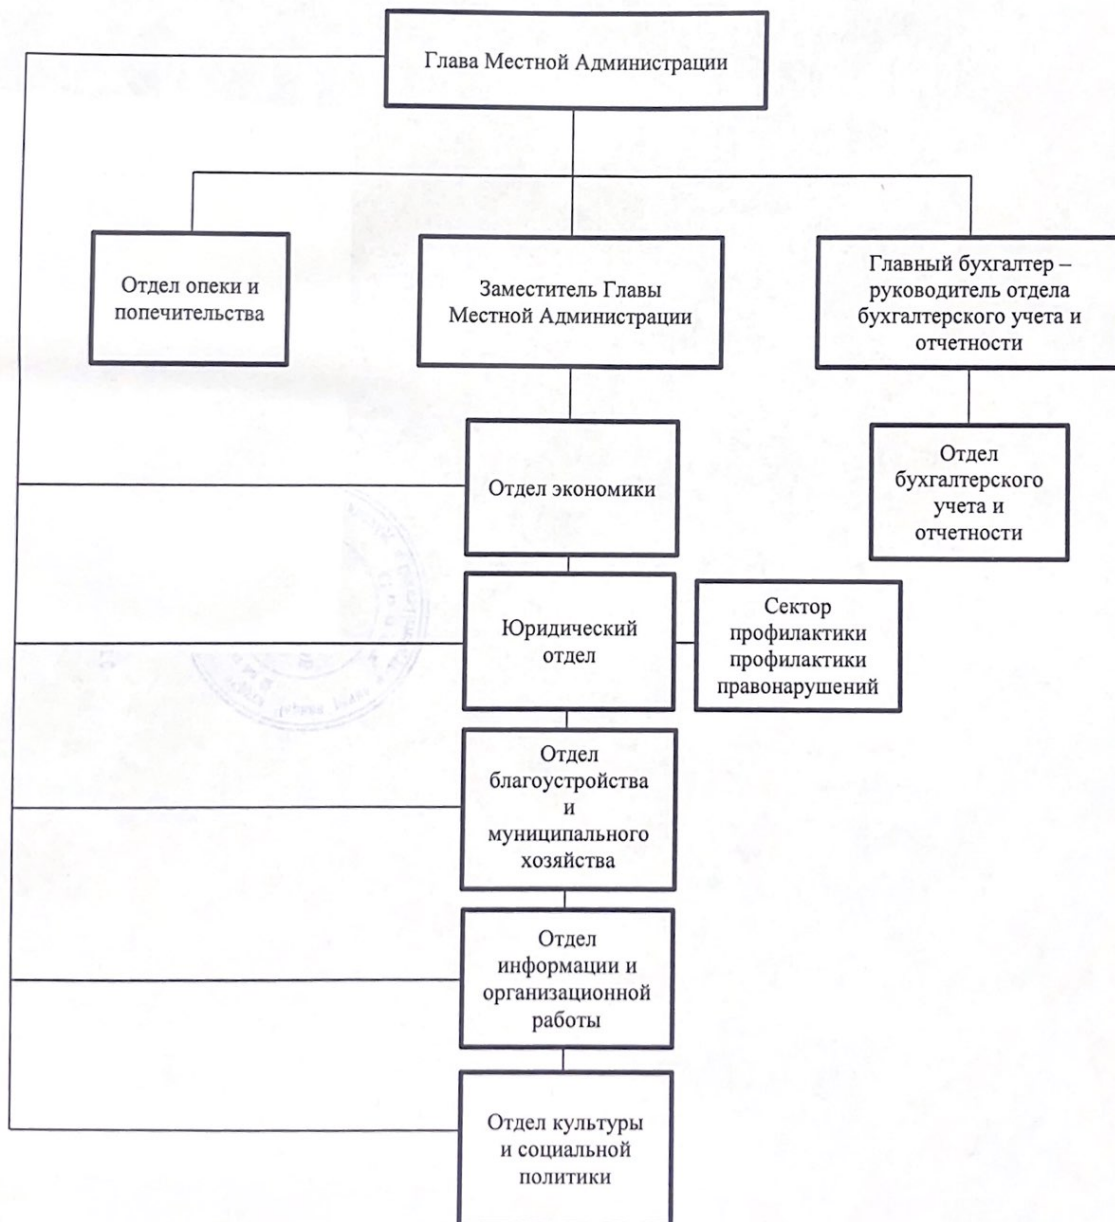 Глава Местной Администрации
Отдел опеки и
попечительства
Заместитель Главы
Местной Администрации
Главный бухгалтер –
руководитель отдела
бухгалтерского учета и
отчетности
Отдел экономики
Отдел
бухгалтерского
учета и
отчетности
Юридический
отдел
Сектор
профилактики
профилактики
правонарушений
Отдел
благоустройства
и
муниципального
хозяйства
Отдел
информации и
организационной
работы
Отдел культуры
и социальной
политики